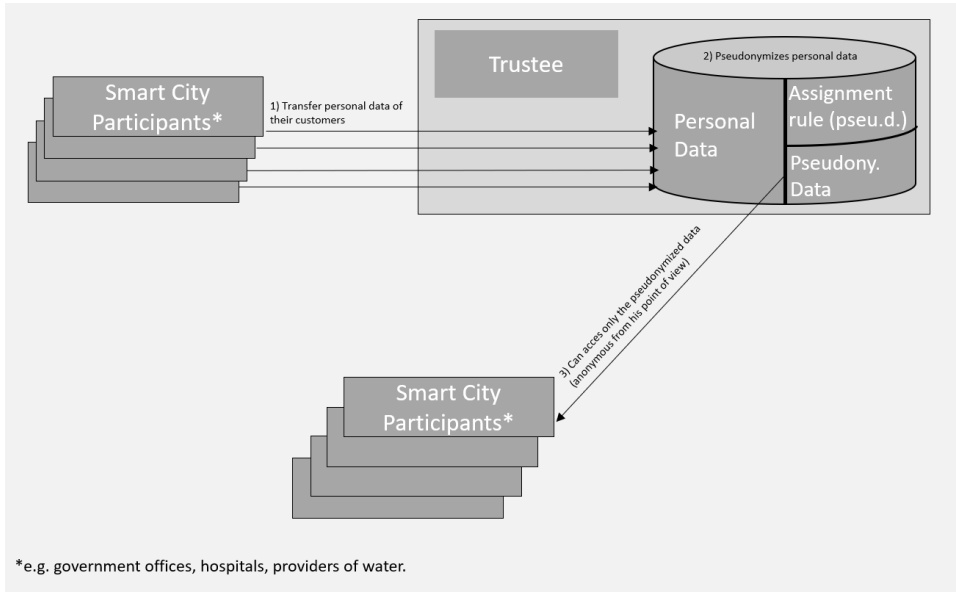 Trustee
2) Pseudonymizes personal data
Smart City
Participants*
1) Transfer personal data of
their customers
Personal
Data
Assignment
rule (pseu.d.)
Pseudony.
Data
3) Can acces only the pseudonymized data
(anonymous from his point of view)
Smart City
Participants*
*e.g. government offices, hospitals, providers of water.